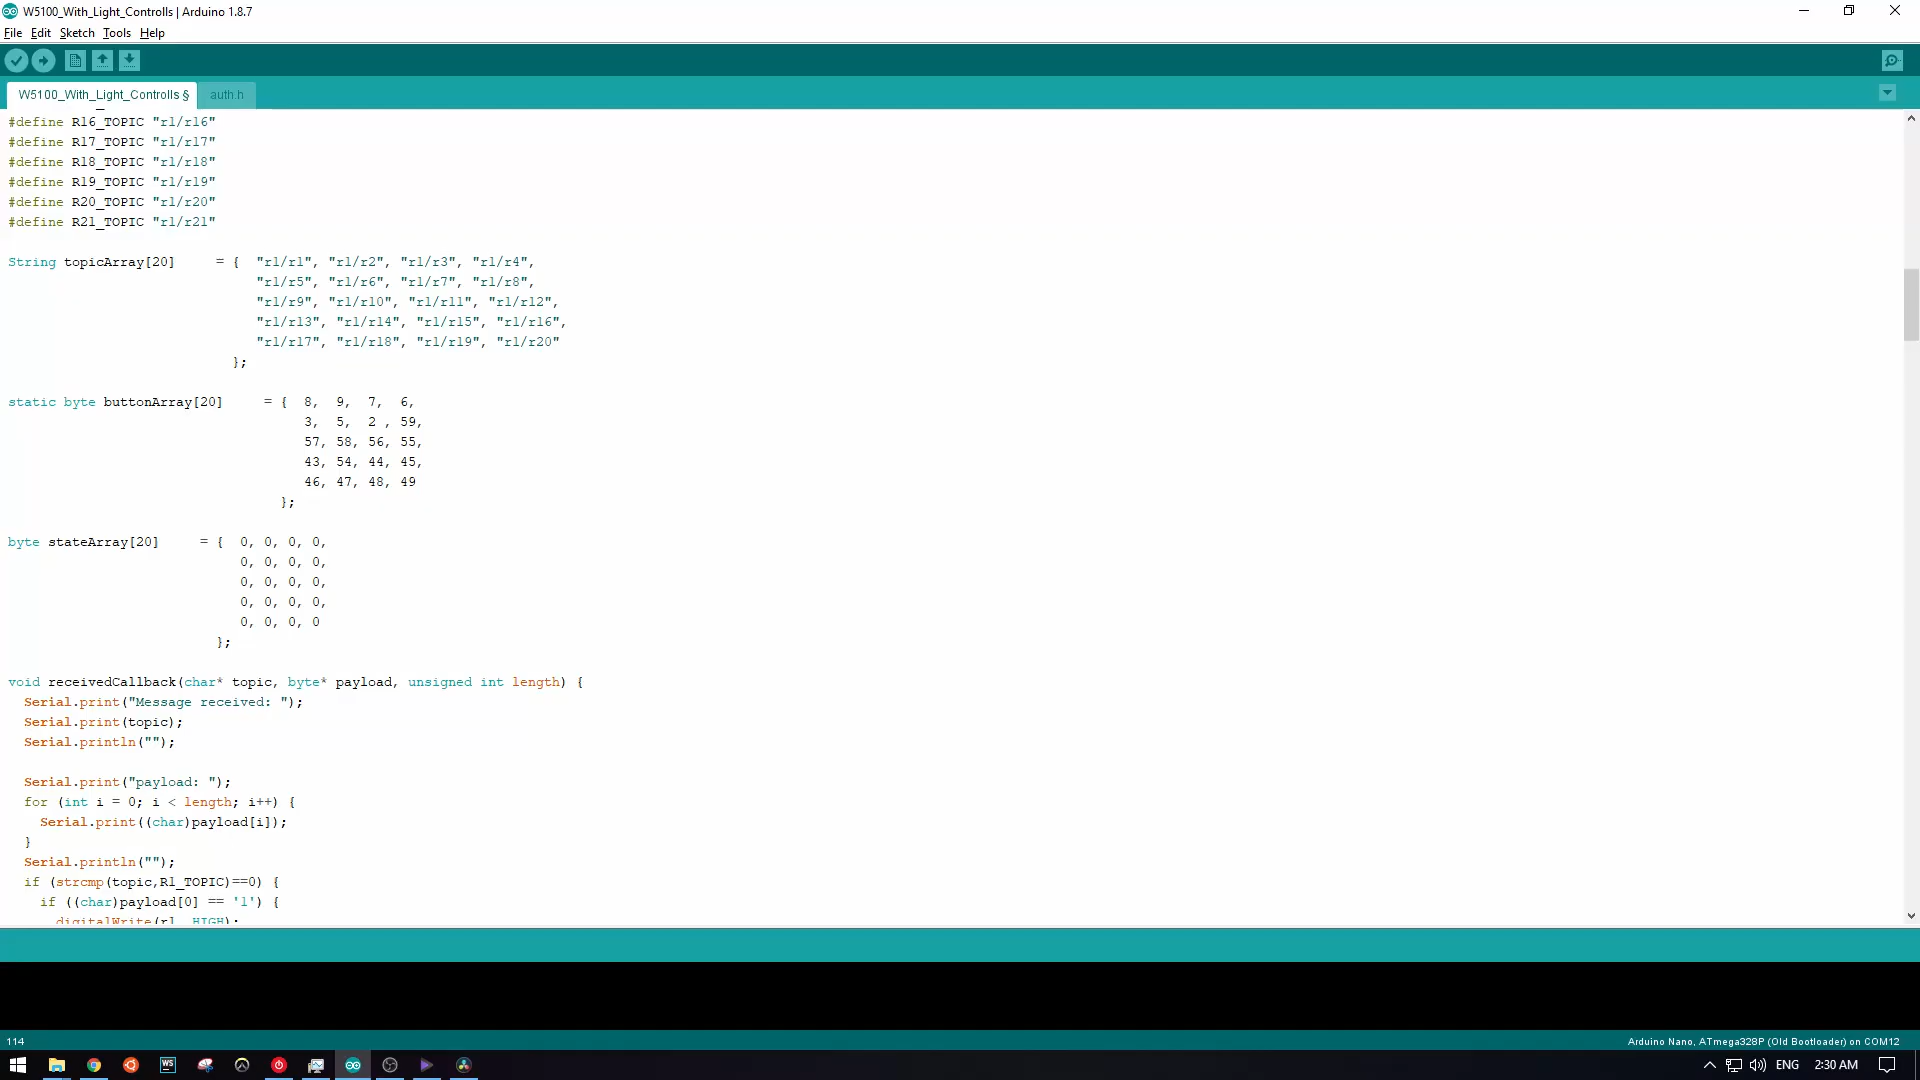 W5100_With_Light_Controlls | Arduino 1.8.7
File Edit Sketch Tools Help
W5100_With_Light_Controlls § auth.h
#define R16_TOPIC "r1/r16"
#define R17_TOPIC "r1/r17"
#define R18_TOPIC "r1/r18"
#define R19_TOPIC "r1/r19"
#define R20_TOPIC "r1/r20"
#define R21_TOPIC "r1/r21"
String topicArray[20] = { "r1/r1", "r1/r2", "r1/r3", "r1/r4",
"r1/r5", "r1/r6", "r1/r7", "r1/r8",
"r1/r9", "r1/r10", "r1/r11", "r1/r12",
"r1/r13", "r1/r14", "r1/r15", "r1/r16",
"r1/r17", "r1/r18", "r1/r19", "r1/r20"
};
static byte buttonArray[20] = { 8, 9, 7, 6,
3, 5, 2 , 59,
57, 58, 56, 55,
43, 54, 44, 45,
46, 47, 48, 49
};
byte stateArray[20] = { 0, 0, 0, 0,
0, 0, 0, 0,
0, 0, 0, 0,
0, 0, 0, 0,
0, 0, 0, 0
};
void receivedCallback(char* topic, byte* payload, unsigned int length) {
Serial.print("Message received: ");
Serial.print(topic);
Serial.println("");
Serial.print("payload: ");
for (int i = 0; i < length; i++) {
Serial.print((char)payload[i]);
}
Serial.println("");
if (strcmp(topic,R1_TOPIC)==0) {
if ((char)payload[0] == '1') {
digitalWrite(r1, HIGH);
114
Arduino Nano, ATmega328P (Old Bootloader) on COM12
WS
ENG 2:30 AM